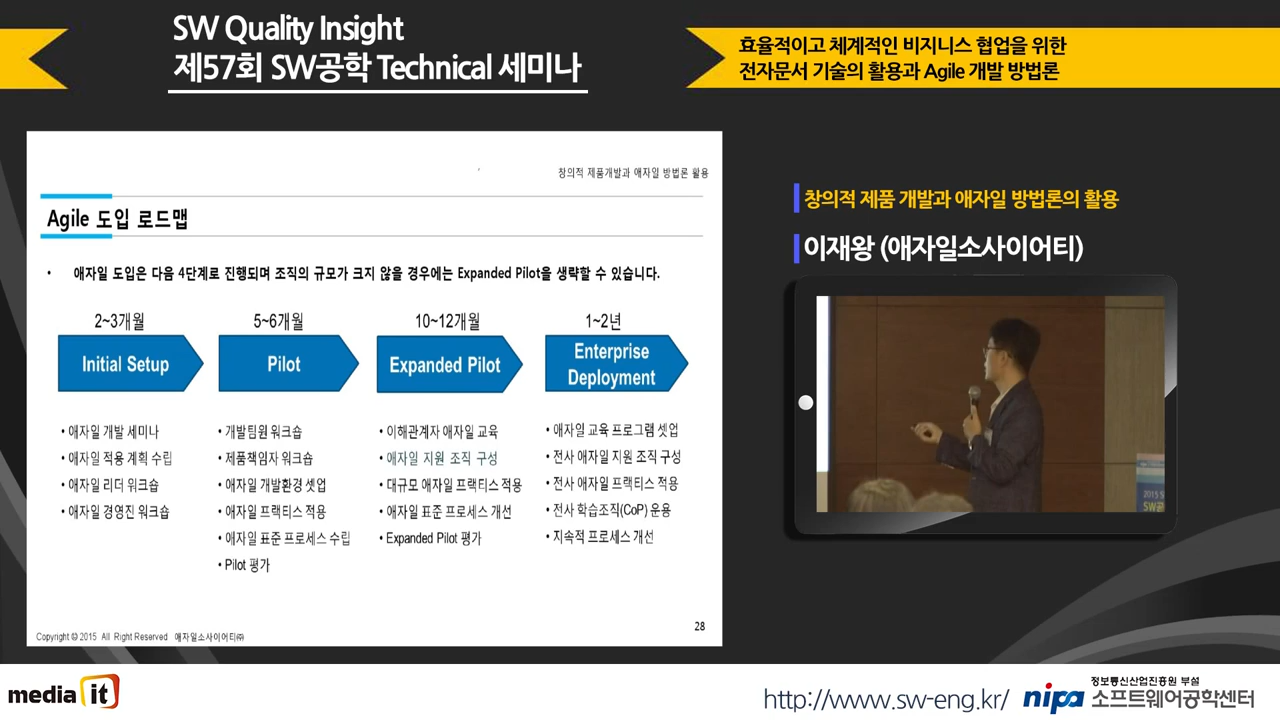 SW Quality Insight
제57회 SW공학 Technical 세미나
효율적이고 체계적인 비지니스 협업을 위한
전자문서 기술의 활용과 Agile 개발 방법론
창의적 제품개발과 애자일 방법론 활용
Agile 도입 로드맵
• 애자일 도입은 다음 4단계로 진행되며 조직의 규모가 크지 않을 경우에는 Expanded Pilot을 생략할 수 있습니다.
2~3개월
Initial Setup
• 애자일 개발 세미나
• 애자일 적용 계획 수립
• 애자일 리더 워크숍
• 애자일 경영진 워크숍
5~6개월
Pilot
• 개발팀원 워크숍
• 제품책임자 워크숍
• 애자일 개발환경 셋업
• 애자일 프랙티스 적용
• 애자일 표준 프로세스 수립
• Pilot 평가
10~12개월
Expanded Pilot
• 이해관계자 애자일 교육
• 애자일 지원 조직 구성
• 대규모 애자일 프랙티스 적용
• 애자일 표준 프로세스 개선
• Expanded Pilot 평가
1~2년
Enterprise
Deployment
• 애자일 교육 프로그램 셋업
• 전사 애자일 지원 조직 구성
• 전사 애자일 프랙티스 적용
• 전사 학습조직(CoP) 운용
• 지속적 프로세스 개선
Copyright © 2015 All Right Reserved 애자일소사이어티㈜
28
창의적 제품 개발과 애자일 방법론의 활용
이재왕 (애자일소사이어티)
2015 S
SW공
media it
http://www.sw-eng.kr/
nipa
정보통신산업진흥원 부설
소프트웨어공학센터